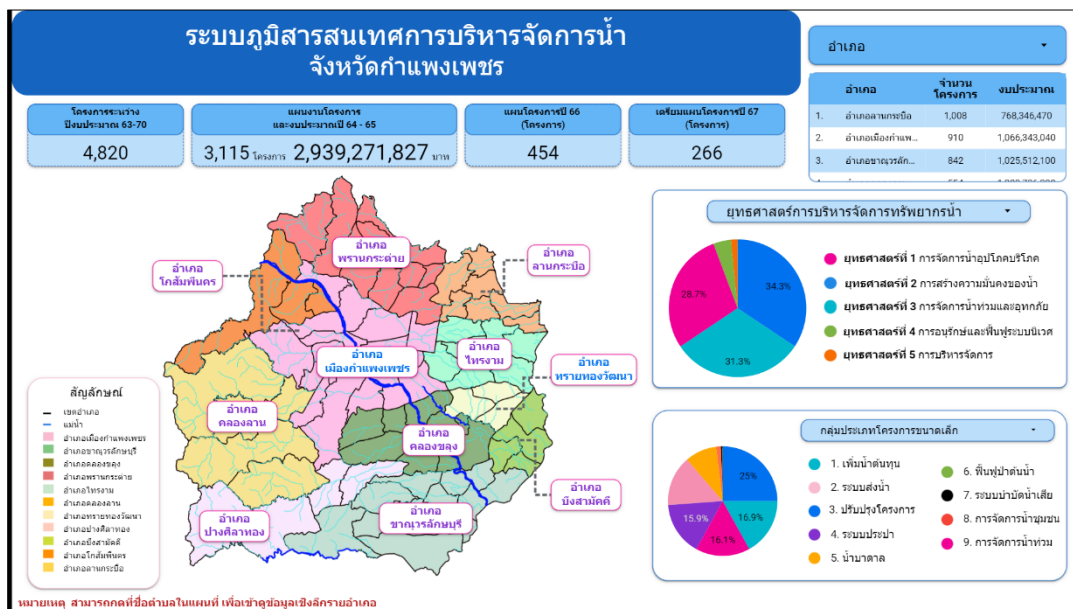 ระบบภูมิสารสนเทศการบริหารจัดการน้ำ
จังหวัดกำแพงเพชร
โครงการระหว่าง
ปีงบประมาณ 63-70
4,820
แผนงานโครงการ
และงบประมาณปี 64 - 65
3,115 โครงการ 2,939,271,827 บาท
แผนโครงการปี 66
(โครงการ)
454
เตรียมแผนโครงการปี 67
(โครงการ)
266
อำเภอ
อำเภอ จำนวนโครงการ งบประมาณ
1. อำเภอลานกระบือ 1,008 768,346,470
2. อำเภอเมืองกำแพ... 910 1,066,343,040
3. อำเภอขาณุวรลัก... 842 1,025,512,100
ยุทธศาสตร์การบริหารจัดการทรัพยากรน้ำ
34.3%
31.3%
28.7%
ยุทธศาสตร์ที่ 1 การจัดการน้ำอุปโภคบริโภค
ยุทธศาสตร์ที่ 2 การสร้างความมั่นคงของน้ำ
ยุทธศาสตร์ที่ 3 การจัดการน้ำท่วมและอุทกภัย
ยุทธศาสตร์ที่ 4 การอนุรักษ์และฟื้นฟูระบบนิเวศ
ยุทธศาสตร์ที่ 5 การบริหารจัดการ
กลุ่มประเภทโครงการขนาดเล็ก
25%
16.9%
16.1%
15.9%
1. เพิ่มน้ำต้นทุน
2. ระบบส่งน้ำ
3. ปรับปรุงโครงการ
4. ระบบประปา
5. น้ำบาดาล
6. ฟื้นฟูป่าต้นน้ำ
7. ระบบบำบัดน้ำเสีย
8. การจัดการน้ำชุมชน
9. การจัดการน้ำท่วม
อำเภอ
พรานกระต่าย
อำเภอ
โกสัมพีนคร
อำเภอ
ลานกระบือ
อำเภอ
เมืองกำแพงเพชร
อำเภอ
ไทรงาม
อำเภอ
ทรายทองวัฒนา
อำเภอ
คลองลาน
อำเภอ
คลองขลุง
อำเภอ
บึงสามัคคี
อำเภอ
ปางศิลาทอง
อำเภอ
ขาณุวรลักษบุรี
สัญลักษณ์
เขตอำเภอ
แม่น้ำ
อำเภอเมืองกำแพงเพชร
อำเภอขาณุวรลักษบุรี
อำเภอคลองขลุง
อำเภอพรานกระต่าย
อำเภอไทรงาม
อำเภอคลองลาน
อำเภอทรายทองวัฒนา
อำเภอปางศิลาทอง
อำเภอบึงสามัคคี
อำเภอโกสัมพีนคร
อำเภอลานกระบือ
หมายเหตุ สามารถกดที่ชื่อตำบลในแผนที่ เพื่อเข้าดูข้อมูลเชิงลึกรายอำเภอ